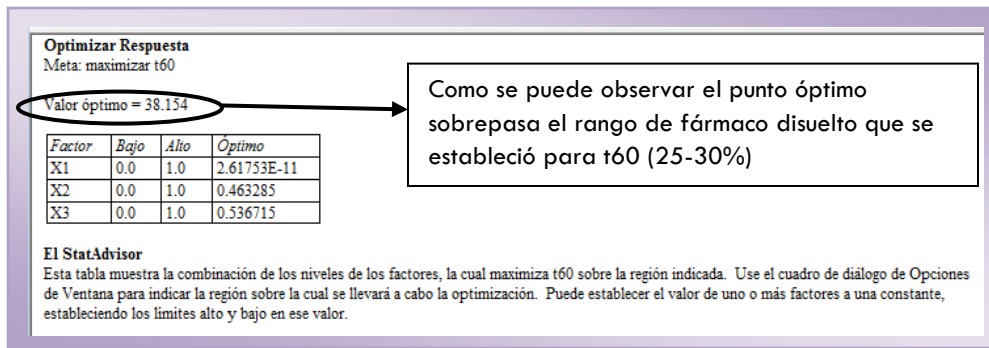 Optimizar Respuesta
Meta: maximizar t60
Valor óptimo = 38.154
Como se puede observar el punto óptimo
sobrepasa el rango de fármaco disuelto que se
estableció para t60 (25-30%)
Factor Bajo Alto Óptimo
X1 0.0 1.0 2.61753E-11
X2 0.0 1.0 0.463285
X3 0.0 1.0 0.536715
El StatAdvisor
Esta tabla muestra la combinación de los niveles de los factores, la cual maximiza t60 sobre la región indicada. Use el cuadro de diálogo de Opciones
de Ventana para indicar la región sobre la cual se llevará a cabo la optimización. Puede establecer el valor de uno o más factores a una constante,
estableciendo los límites alto y bajo en ese valor.